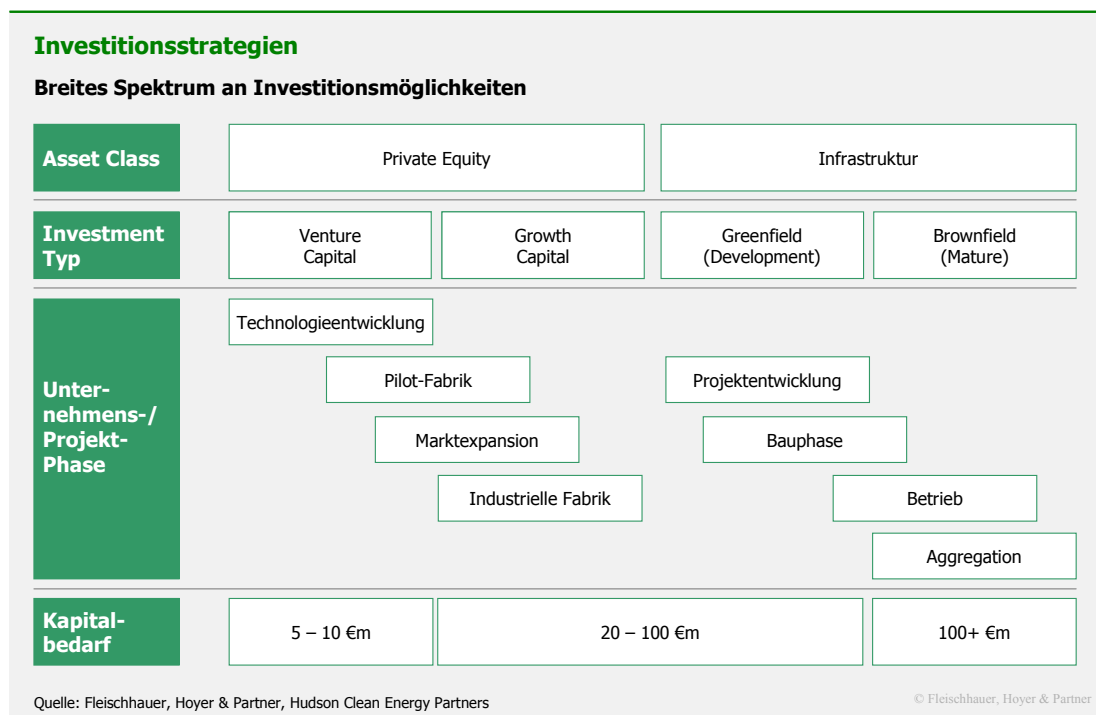 Investitionsstrategien
Breites Spektrum an Investitionsmöglichkeiten
Asset Class
Private Equity
Infrastruktur
Investment
Typ
Venture
Capital
Growth
Capital
Greenfield
(Development)
Brownfield
(Mature)
Unter-
nehmens-/
Projekt-
Phase
Technologieentwicklung
Pilot-Fabrik
Projektentwicklung
Marktexpansion
Bauphase
Industrielle Fabrik
Betrieb
Aggregation
Kapital-
bedarf
5 – 10 €m
20 – 100 €m
100+ €m
Quelle: Fleischhauer, Hoyer & Partner, Hudson Clean Energy Partners
© Fleischhauer, Hoyer & Partner